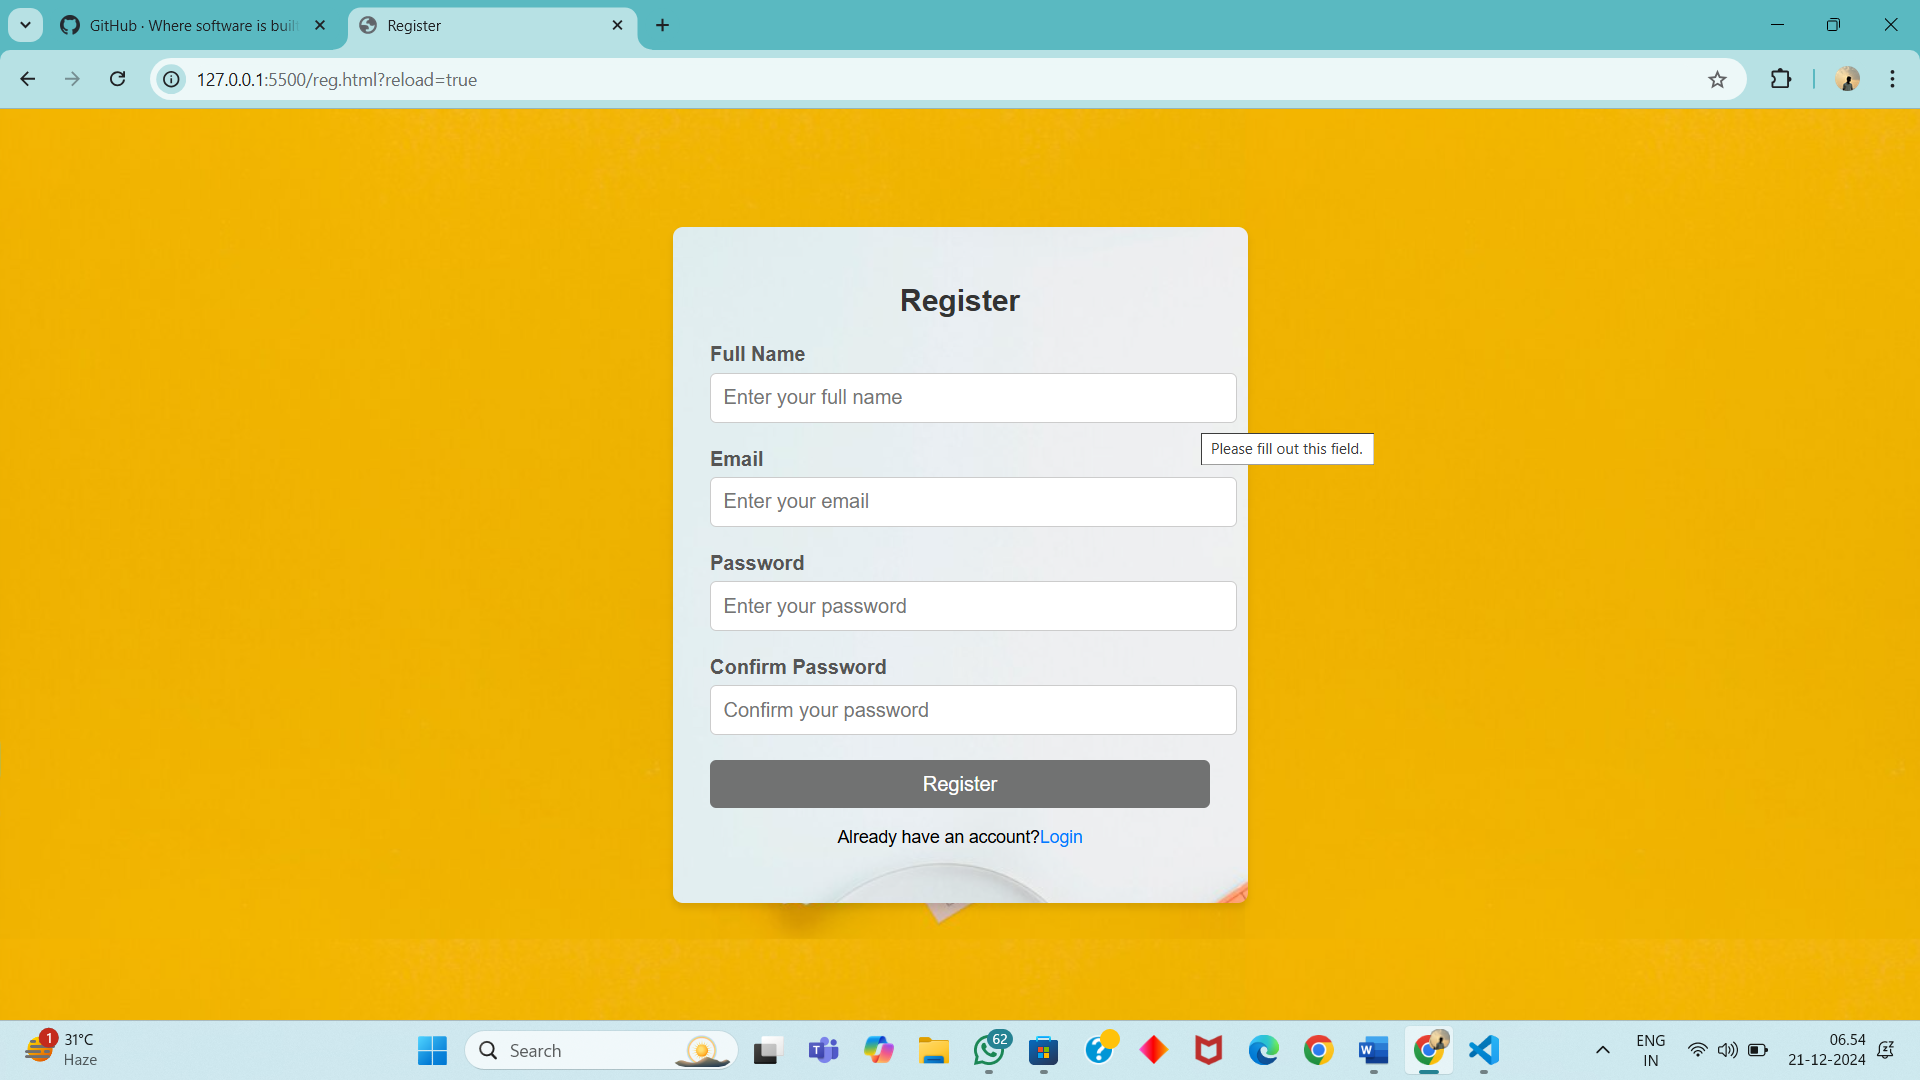 GitHub · Where software is built
Register
127.0.0.1:5500/reg.html?reload=true
Register
Full Name
Enter your full name
Please fill out this field.
Email
Enter your email
Password
Enter your password
Confirm Password
Confirm your password
Register
Already have an account?Login
1
31°C
Haze
Search
62
ENG
IN
06.54
21-12-2024